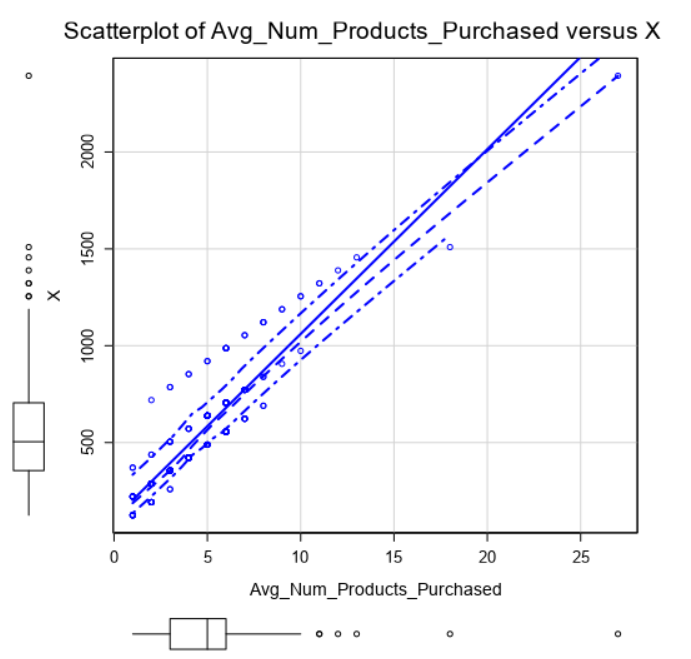 Scatterplot of Avg_Num_Products_Purchased versus X
X
2000
1500
1000
500
0 5 10 15 20 25
Avg_Num_Products_Purchased